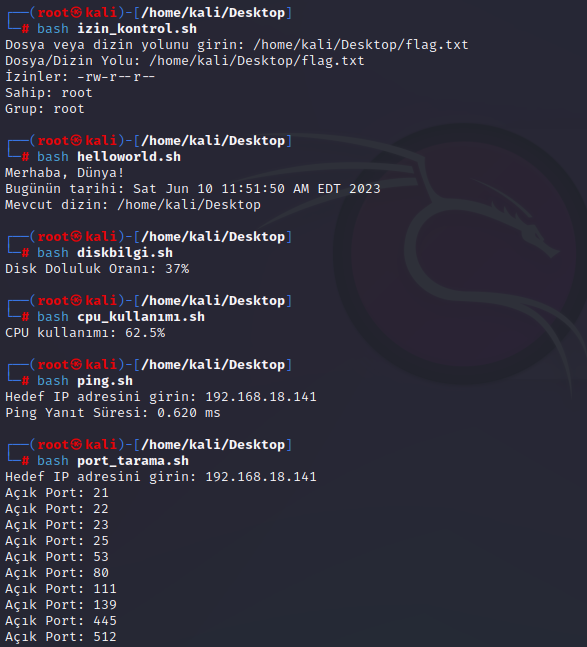 ┌──(root㉿kali)-[/home/kali/Desktop]
└─# bash izin_kontrol.sh
Dosya veya dizin yolunu girin: /home/kali/Desktop/flag.txt
Dosya/Dizin Yolu: /home/kali/Desktop/flag.txt
İzinler: -rw-r--r--
Sahip: root
Grup: root
┌──(root㉿kali)-[/home/kali/Desktop]
└─# bash helloworld.sh
Merhaba, Dünya!
Bugünün tarihi: Sat Jun 10 11:51:50 AM EDT 2023
Mevcut dizin: /home/kali/Desktop
┌──(root㉿kali)-[/home/kali/Desktop]
└─# bash diskbilgi.sh
Disk Doluluk Oranı: 37%
┌──(root㉿kali)-[/home/kali/Desktop]
└─# bash cpu_kullanımı.sh
CPU kullanımı: 62.5%
┌──(root㉿kali)-[/home/kali/Desktop]
└─# bash ping.sh
Hedef IP adresini girin: 192.168.18.141
Ping Yanıt Süresi: 0.620 ms
┌──(root㉿kali)-[/home/kali/Desktop]
└─# bash port_tarama.sh
Hedef IP adresini girin: 192.168.18.141
Açık Port: 21
Açık Port: 22
Açık Port: 23
Açık Port: 25
Açık Port: 53
Açık Port: 80
Açık Port: 111
Açık Port: 139
Açık Port: 445
Açık Port: 512